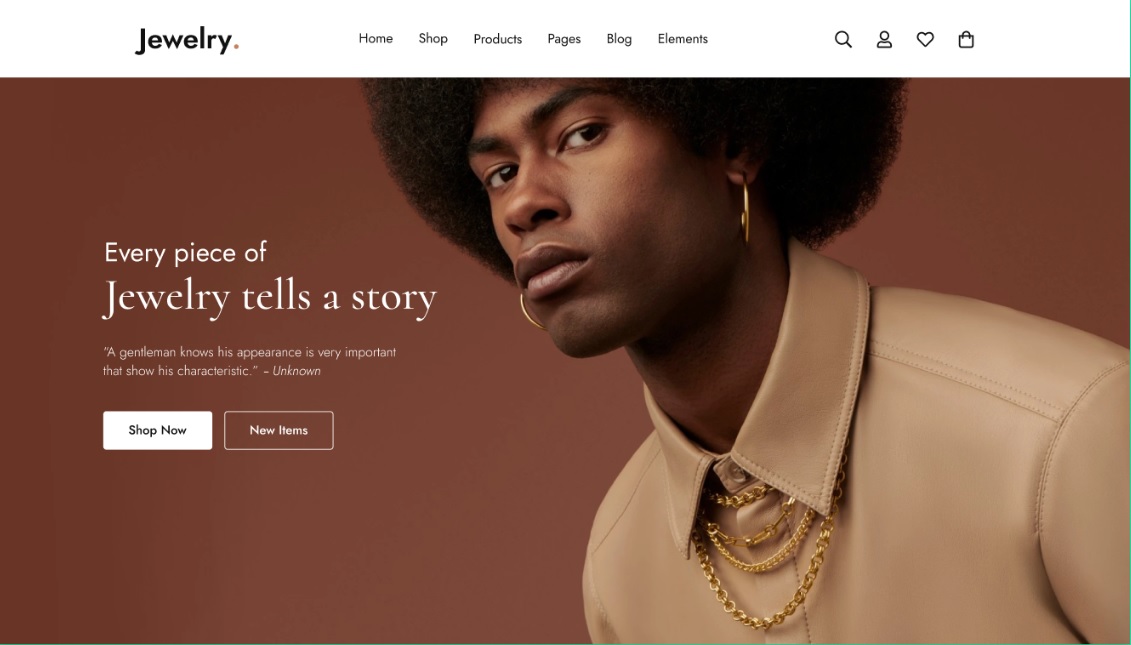 Jewelry.
Home Shop Products Pages Blog Elements
Every piece of
Jewelry tells a story
“A gentleman knows his appearance is very important
that show his characteristic.” – Unknown
Shop Now New Items